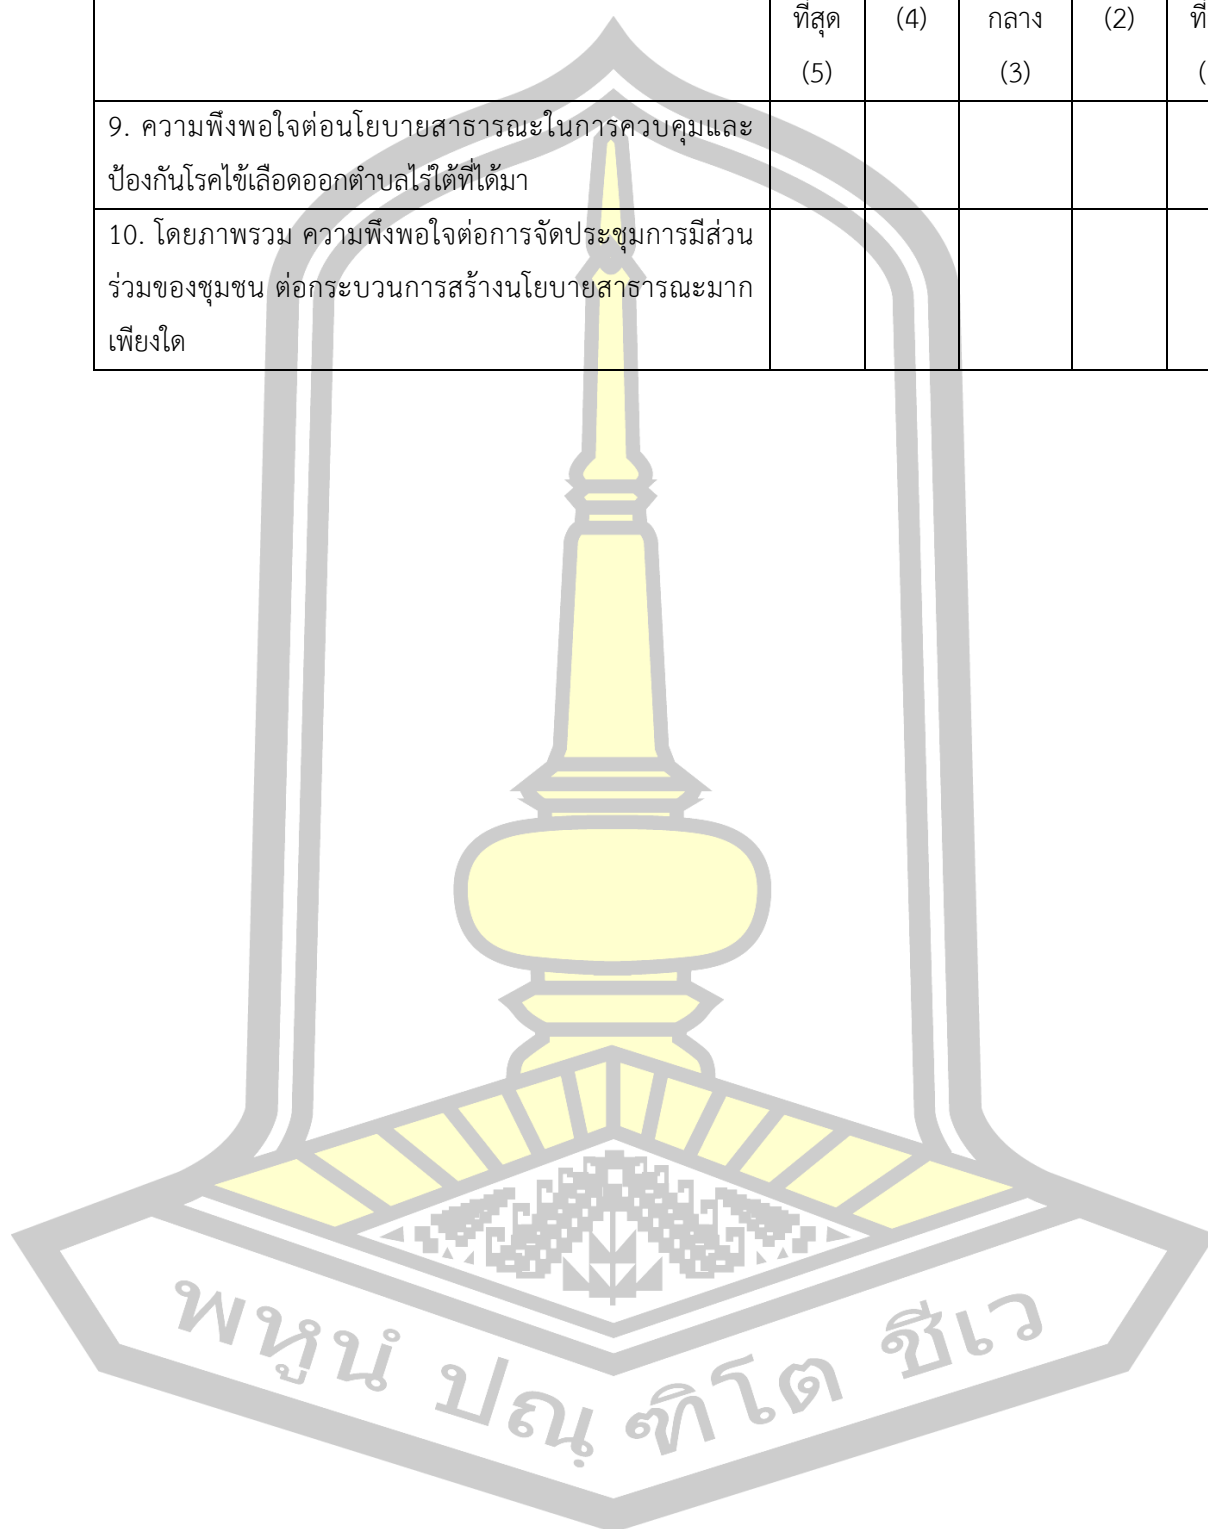 ที่สุด (4) กลาง (2) ที่
(5) (3) (
9. ความพึงพอใจต่อนโยบายสาธารณะในการควบคุมและ
ป้องกันโรคไข้เลือดออกตำบลไร่ใต้ที่ได้มา
10. โดยภาพรวม ความพึงพอใจต่อการจัดประชุมการมีส่วน
ร่วมของชุมชน ต่อกระบวนการสร้างนโยบายสาธารณะมาก
เพียงใด
พหูนํ ปณฺฑิโต ชีเว